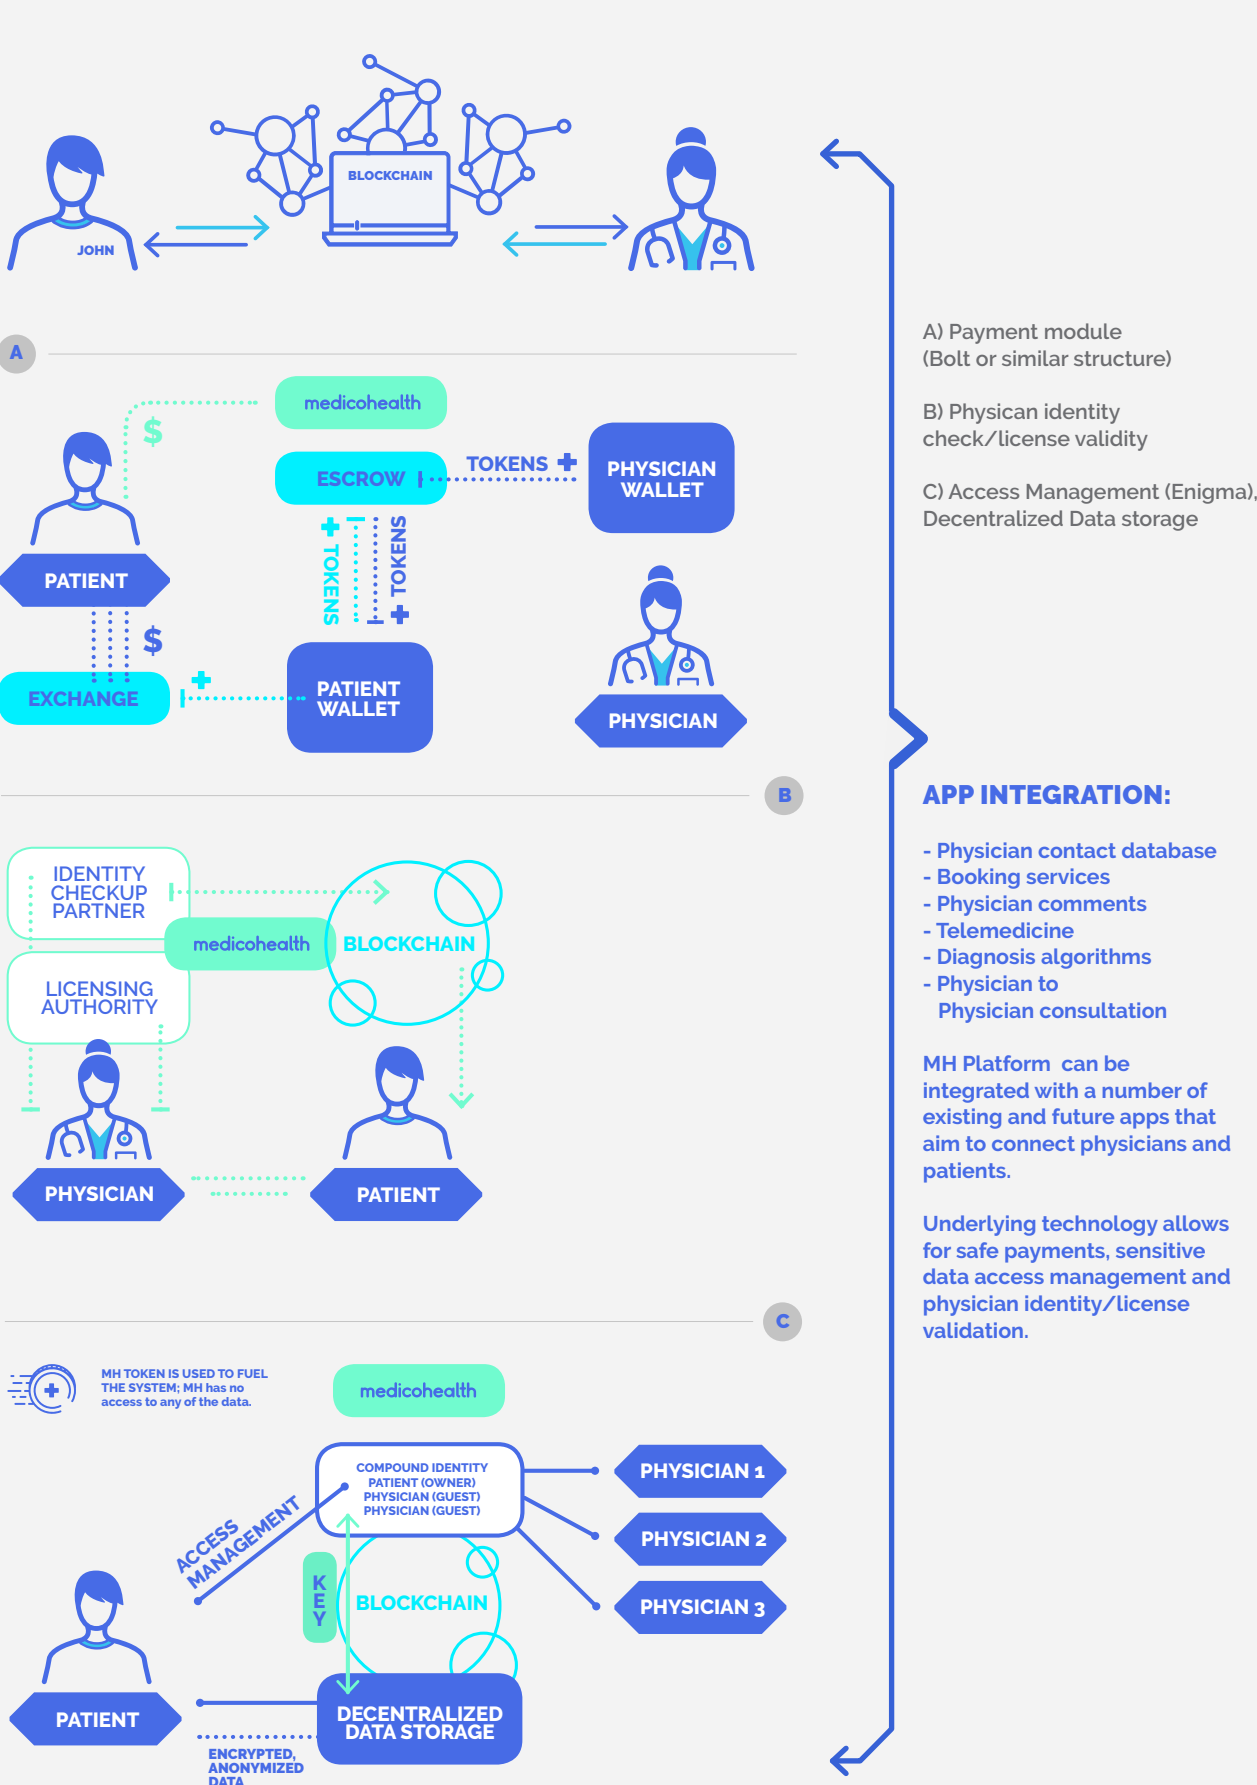 BLOCKCHAIN
JOHN
A
medicohealth
$
ESCROW
TOKENS
PHYSICIAN
WALLET
TOKENS
TOKENS
PATIENT
$
EXCHANGE
PATIENT
WALLET
PHYSICIAN
B
IDENTITY
CHECKUP
PARTNER
medicohealth
BLOCKCHAIN
LICENSING
AUTHORITY
PHYSICIAN
PATIENT
C
MH TOKEN IS USED TO FUEL
THE SYSTEM; MH has no
access to any of the data.
medicohealth
COMPOUND IDENTITY
PATIENT (OWNER)
PHYSICIAN (GUEST)
PHYSICIAN (GUEST)
PHYSICIAN 1
PHYSICIAN 2
PHYSICIAN 3
ACCESS
MANAGEMENT
KEY
BLOCKCHAIN
PATIENT
DECENTRALIZED
DATA STORAGE
ENCRYPTED,
ANONYMIZED
DATA
A) Payment module
(Bolt or similar structure)
B) Physican identity
check/license validity
C) Access Management (Enigma),
Decentralized Data storage
APP INTEGRATION:
- Physician contact database
- Booking services
- Physician comments
- Telemedicine
- Diagnosis algorithms
- Physician to
Physician consultation
MH Platform can be
integrated with a number of
existing and future apps that
aim to connect physicians and
patients.
Underlying technology allows
for safe payments, sensitive
data access management and
physician identity/license
validation.